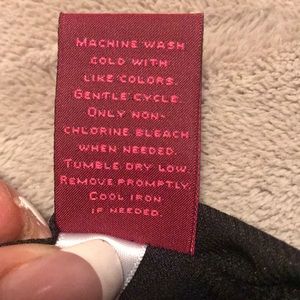 MACHINE WASH
COLD WITH
LIKE COLORS.
GENTLE CYCLE.
ONLY NON-
CHLORINE BLEACH
WHEN NEEDED.
TUMBLE DRY LOW.
REMOVE PROMPTLY.
COOL IRON
IF NEEDED.